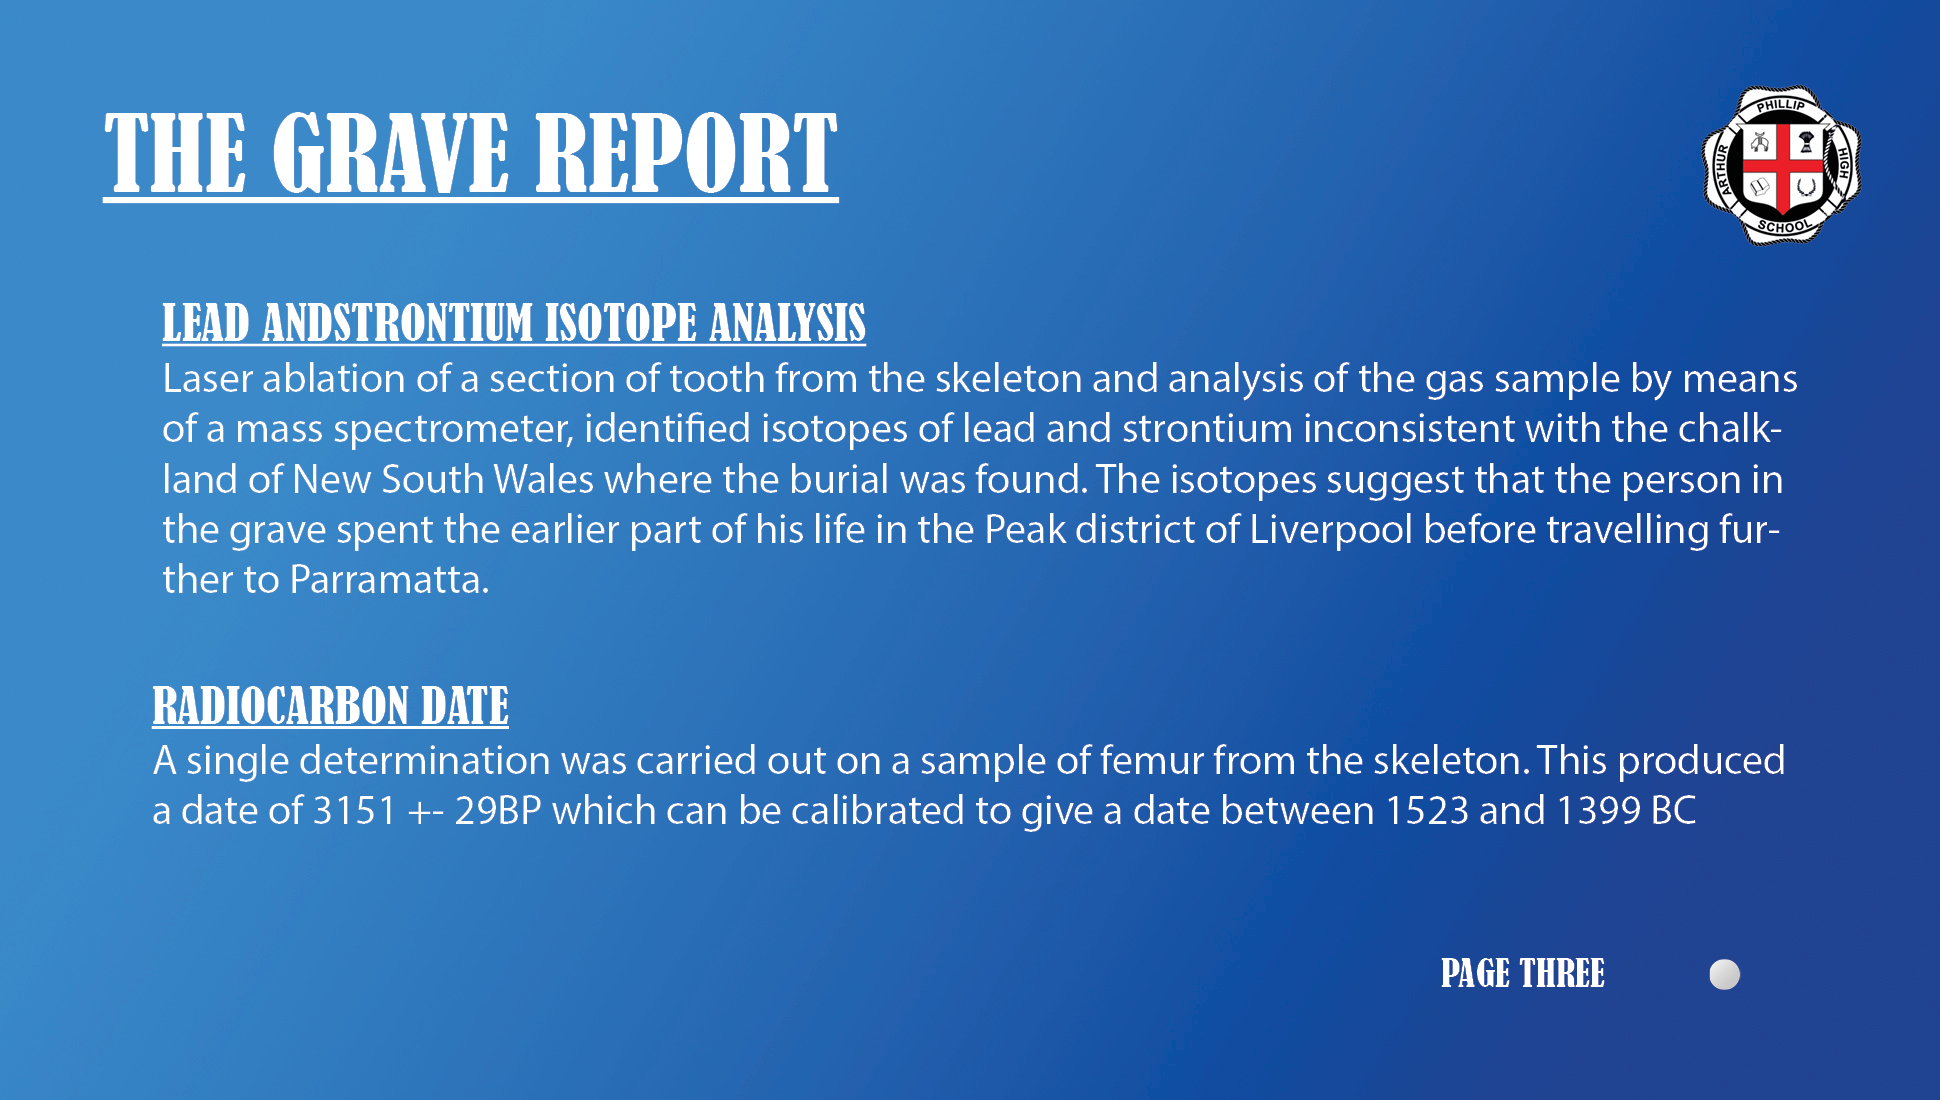 THE GRAVE REPORT
PHILLIP
ARTHUR
HIGH
SCHOOL
LEAD ANDSTRONTIUM ISOTOPE ANALYSIS
Laser ablation of a section of tooth from the skeleton and analysis of the gas sample by means
of a mass spectrometer, identified isotopes of lead and strontium inconsistent with the chalk-
land of New South Wales where the burial was found. The isotopes suggest that the person in
the grave spent the earlier part of his life in the Peak district of Liverpool before travelling fur-
ther to Parramatta.
RADIOCARBON DATE
A single determination was carried out on a sample of femur from the skeleton. This produced
a date of 3151 +- 29BP which can be calibrated to give a date between 1523 and 1399 BC
PAGE THREE